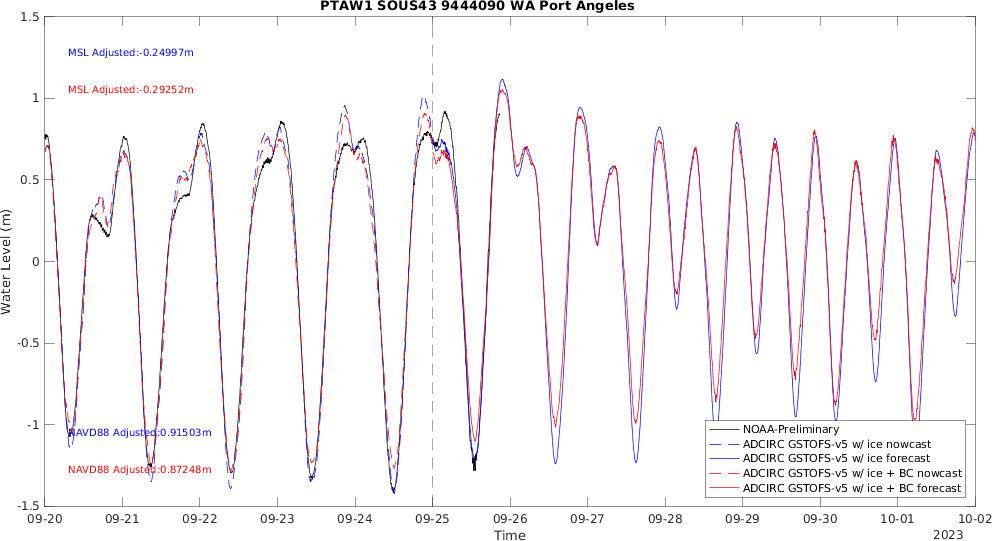 PTAW1 SOUS43 9444090 WA Port Angeles
1.5
1
0.5
0
-0.5
-1
-1.5
Water Level (m)
MSL Adjusted:-0.24997m
MSL Adjusted:-0.29252m
NAVD88 Adjusted:0.91503m
NAVD88 Adjusted:0.87248m
NOAA-Preliminary
ADCIRC GSTOFS-v5 w/ ice nowcast
ADCIRC GSTOFS-v5 w/ ice forecast
ADCIRC GSTOFS-v5 w/ ice + BC nowcast
ADCIRC GSTOFS-v5 w/ ice + BC forecast
09-20 09-21 09-22 09-23 09-24 09-25 09-26 09-27 09-28 09-29 09-30 10-01 10-02
Time
2023